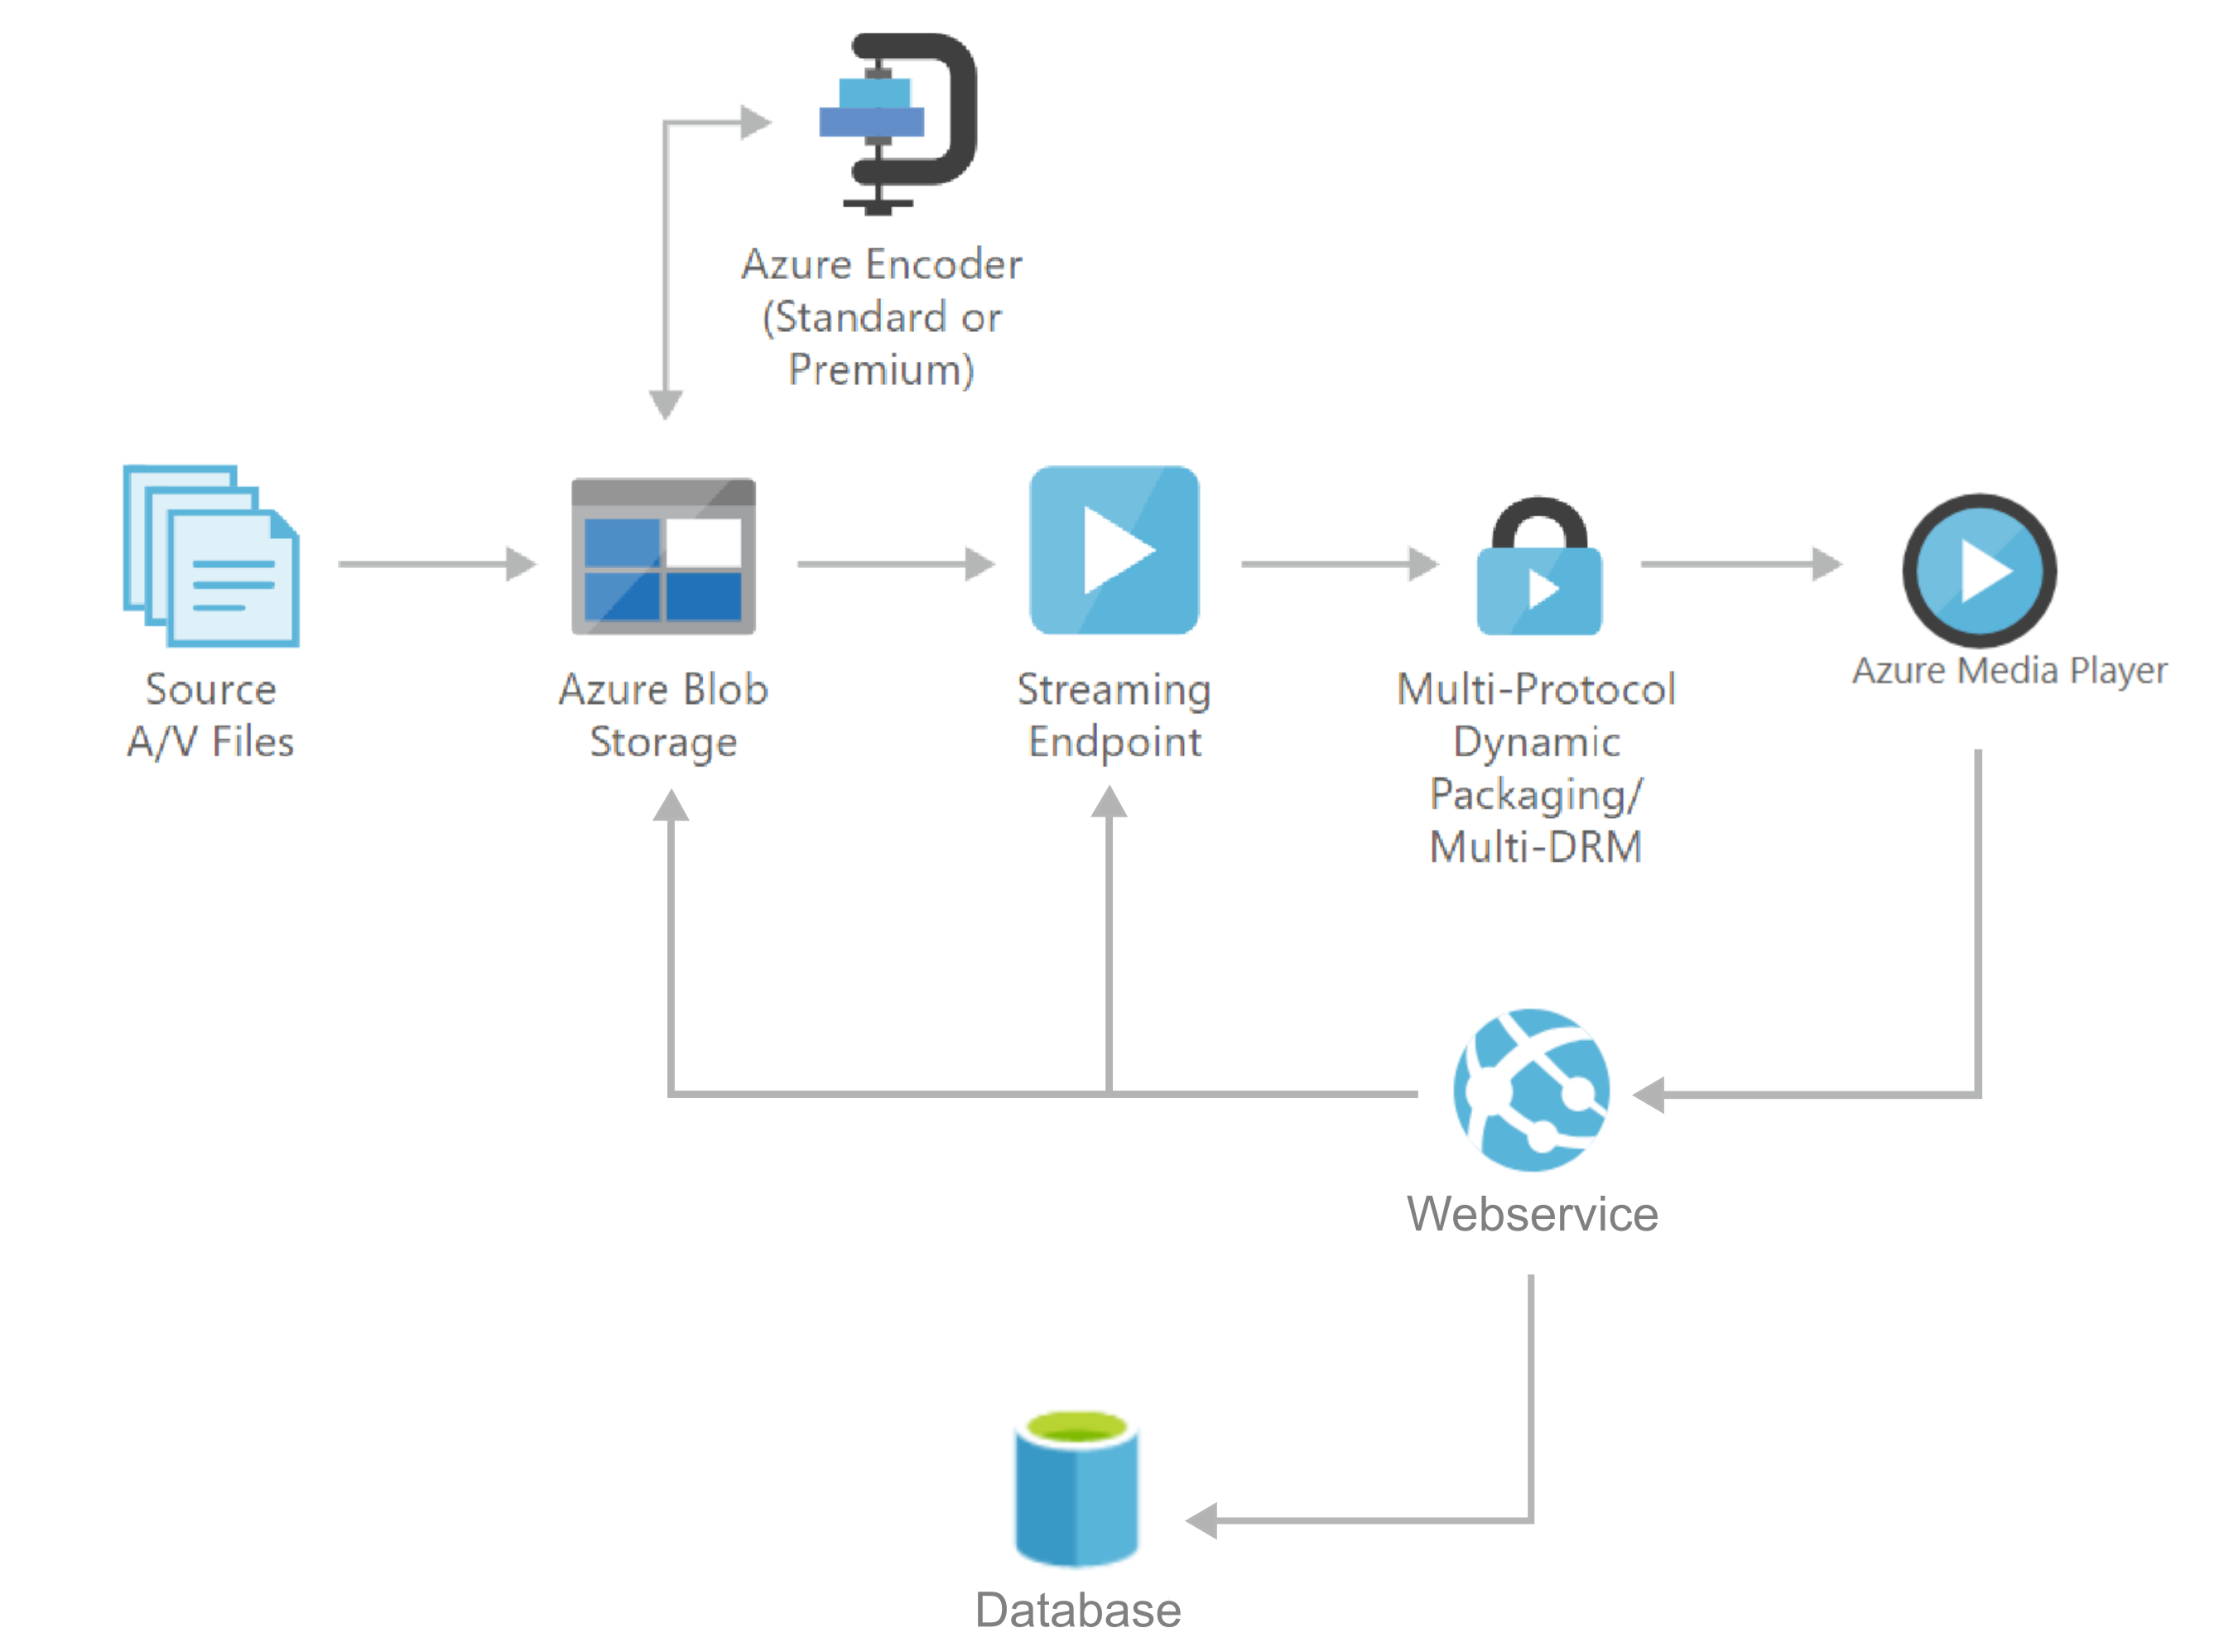 Azure Encoder
(Standard or
Premium)
Source
A/V Files
Azure Blob
Storage
Streaming
Endpoint
Multi-Protocol
Dynamic
Packaging/
Multi-DRM
Azure Media Player
Webservice
Database